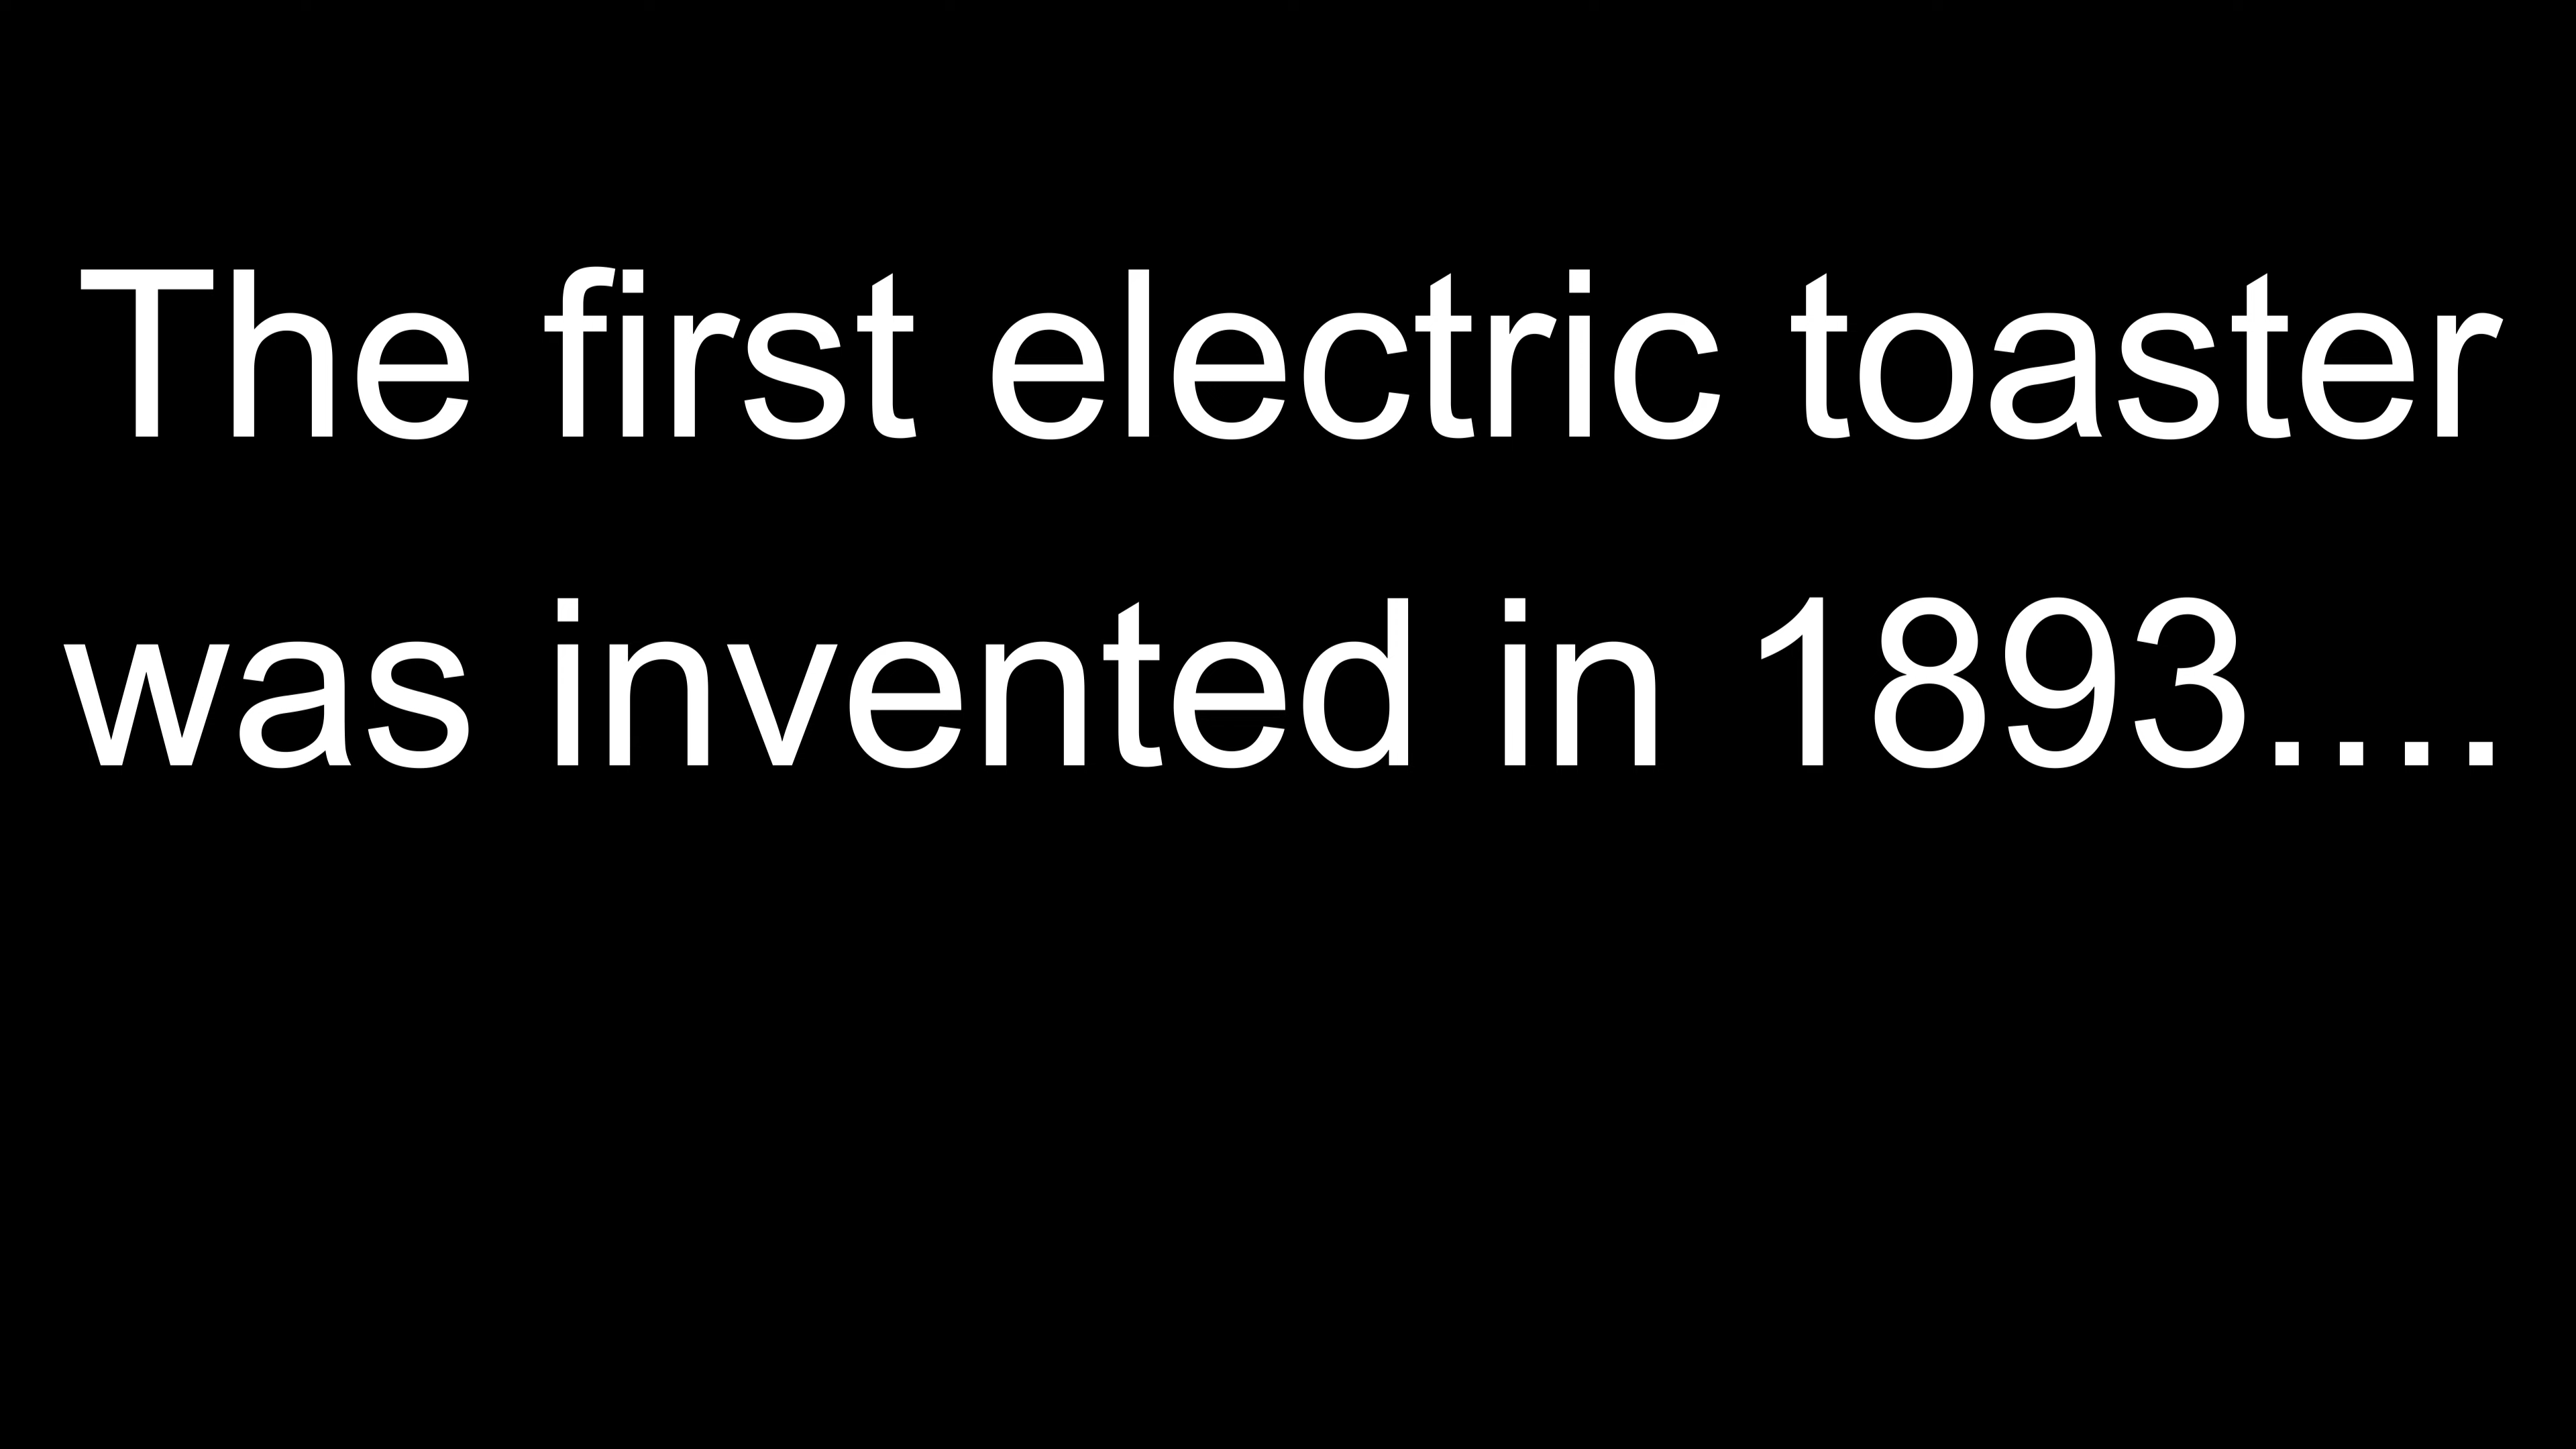 The first electric toaster
was invented in 1893....